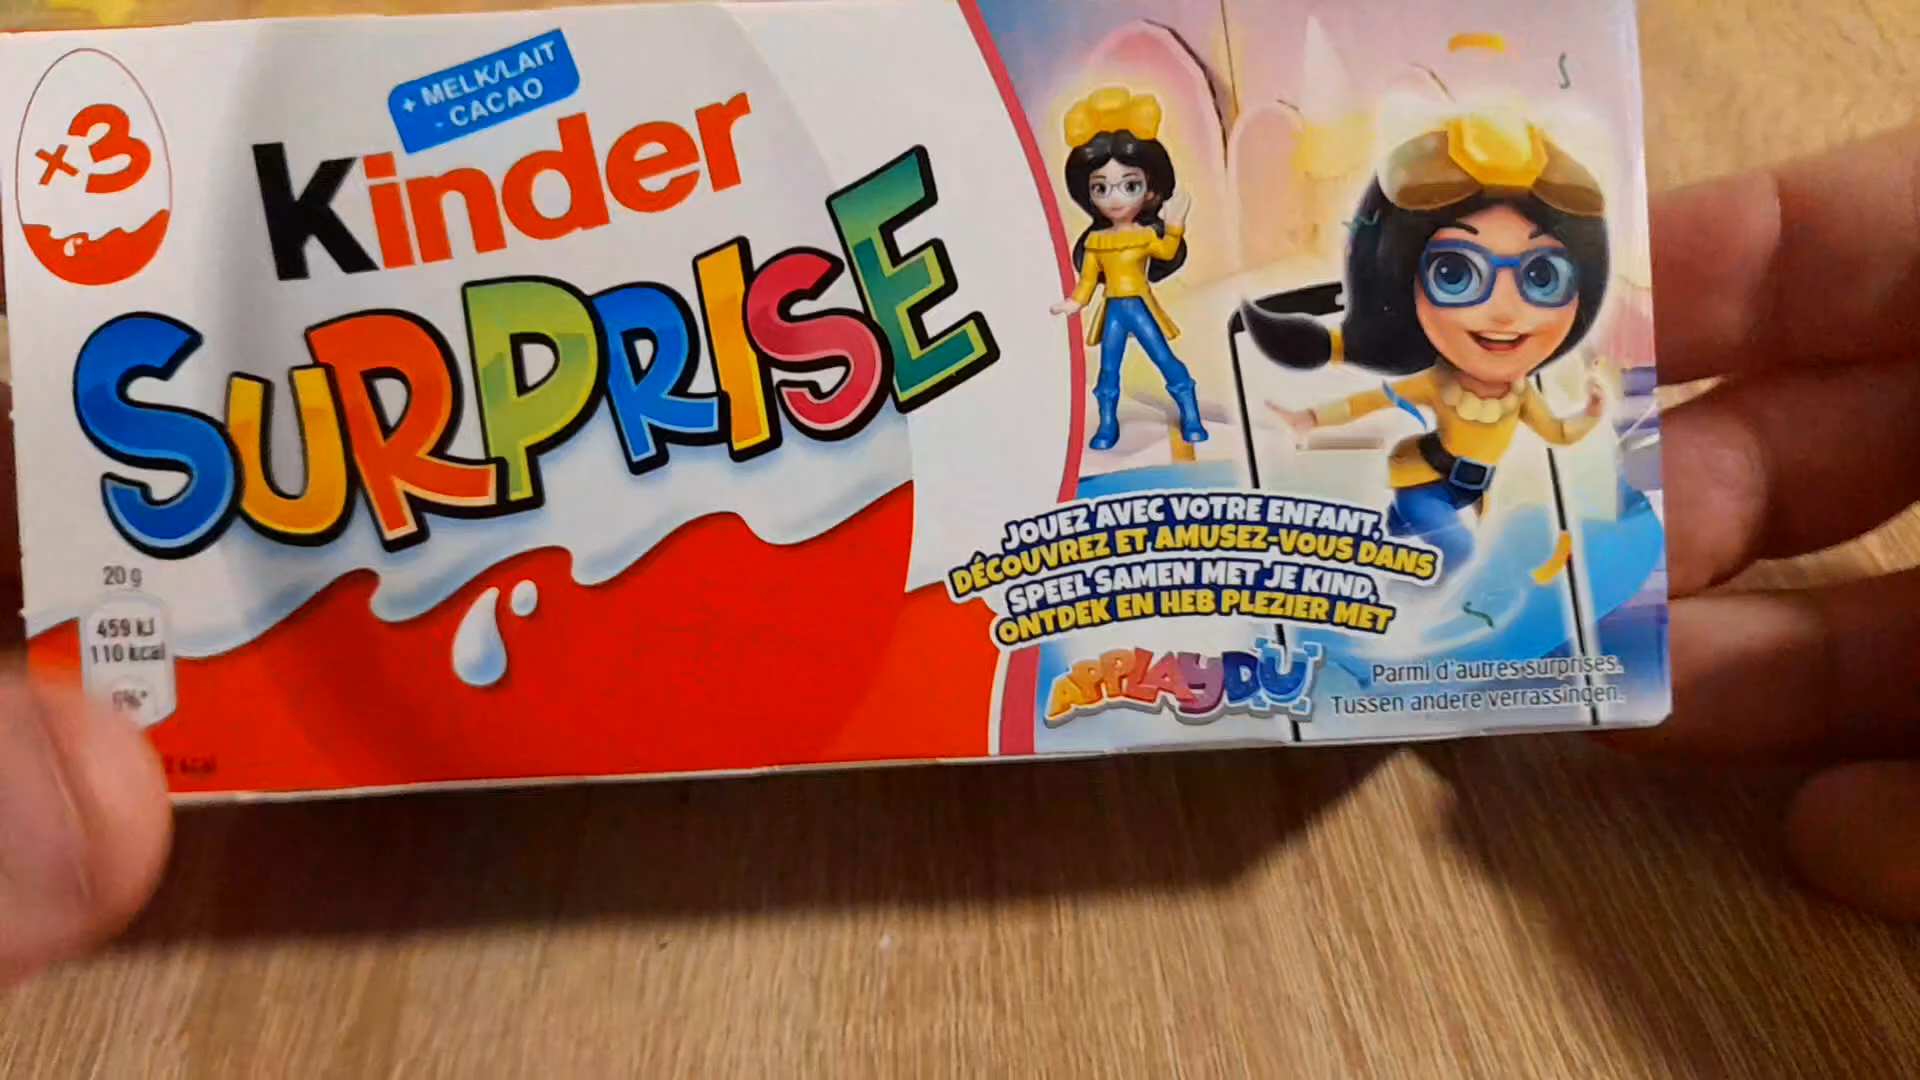 x3
+ MELK/LAIT
- CACAO
kinder
SURPRISE
20 g
459 kJ
110 kcal
JOUEZ AVEC VOTRE ENFANT,
DÉCOUVREZ ET AMUSEZ-VOUS DANS
SPEEL SAMEN MET JE KIND,
ONTDEK EN HEB PLEZIER MET
APPLAYDU
Parmi d'autres surprises.
Tussen andere verrassingen.